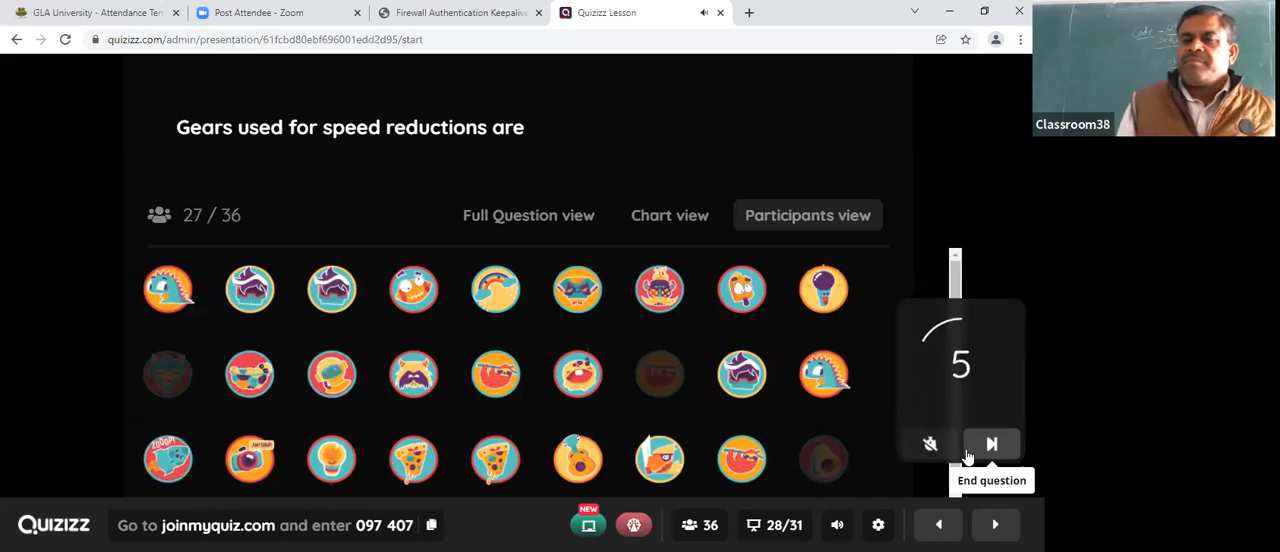 GLA University - Attendance Ter
Post Attendee - Zoom
Firewall Authentication Keepalive
Quizizz Lesson
quizizz.com/admin/presentation/61fcbd80ebf696001edd2d95/start
Classroom38
Gears used for speed reductions are
27 / 36
Full Question view
Chart view
Participants view
5
End question
Quizizz
Go to joinmyquiz.com and enter 097 407
NEW
36
28/31